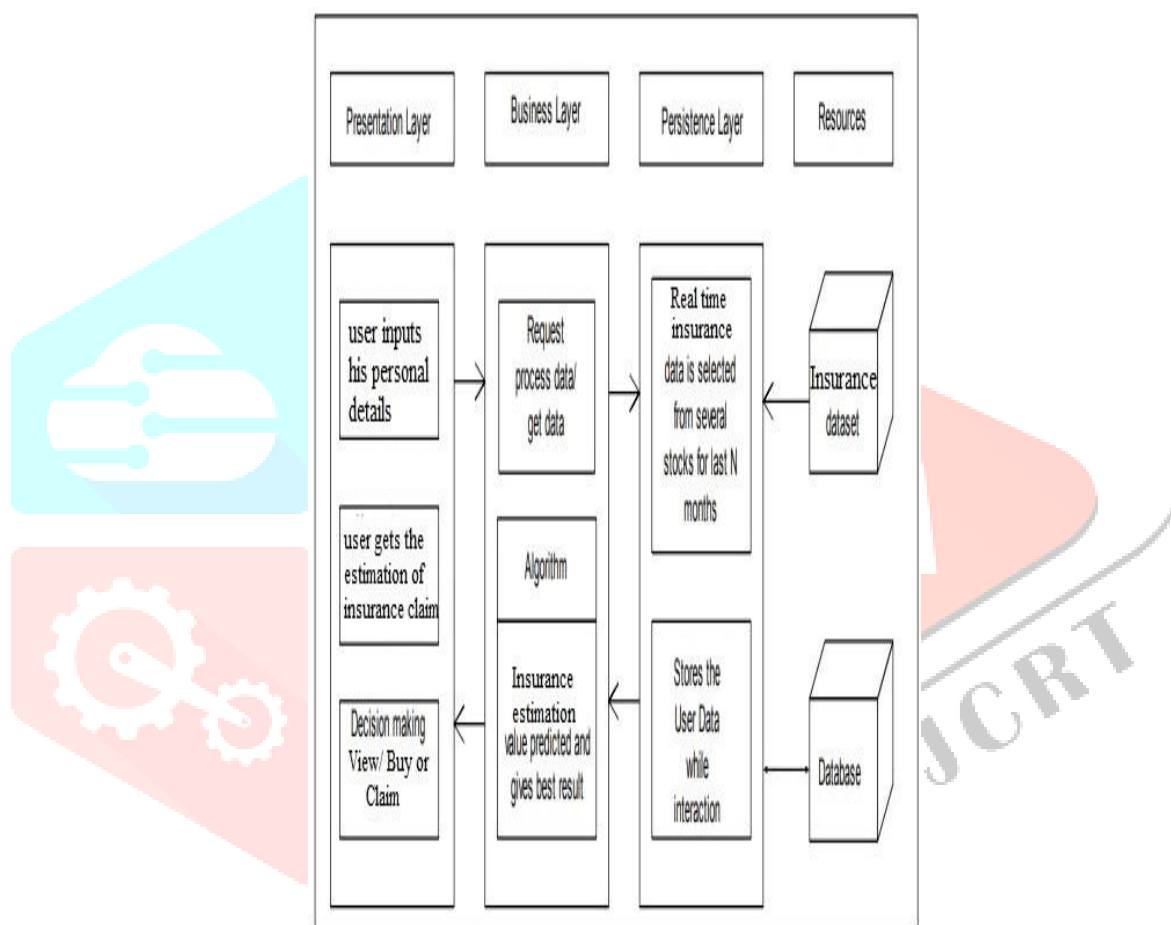 Presentation Layer
Business Layer
Persistence Layer
Resources
user inputs
his personal
details
user gets the
estimation of
insurance claim
Decision making
View/ Buy or
Claim
Request
process data/
get data
Algorithm
Insurance
estimation
value predicted and
gives best result
Real time
insurance
data is selected
from several
stocks for last N
months
Stores the
User Data
while
interaction
Insurance
dataset
Database
JCRT